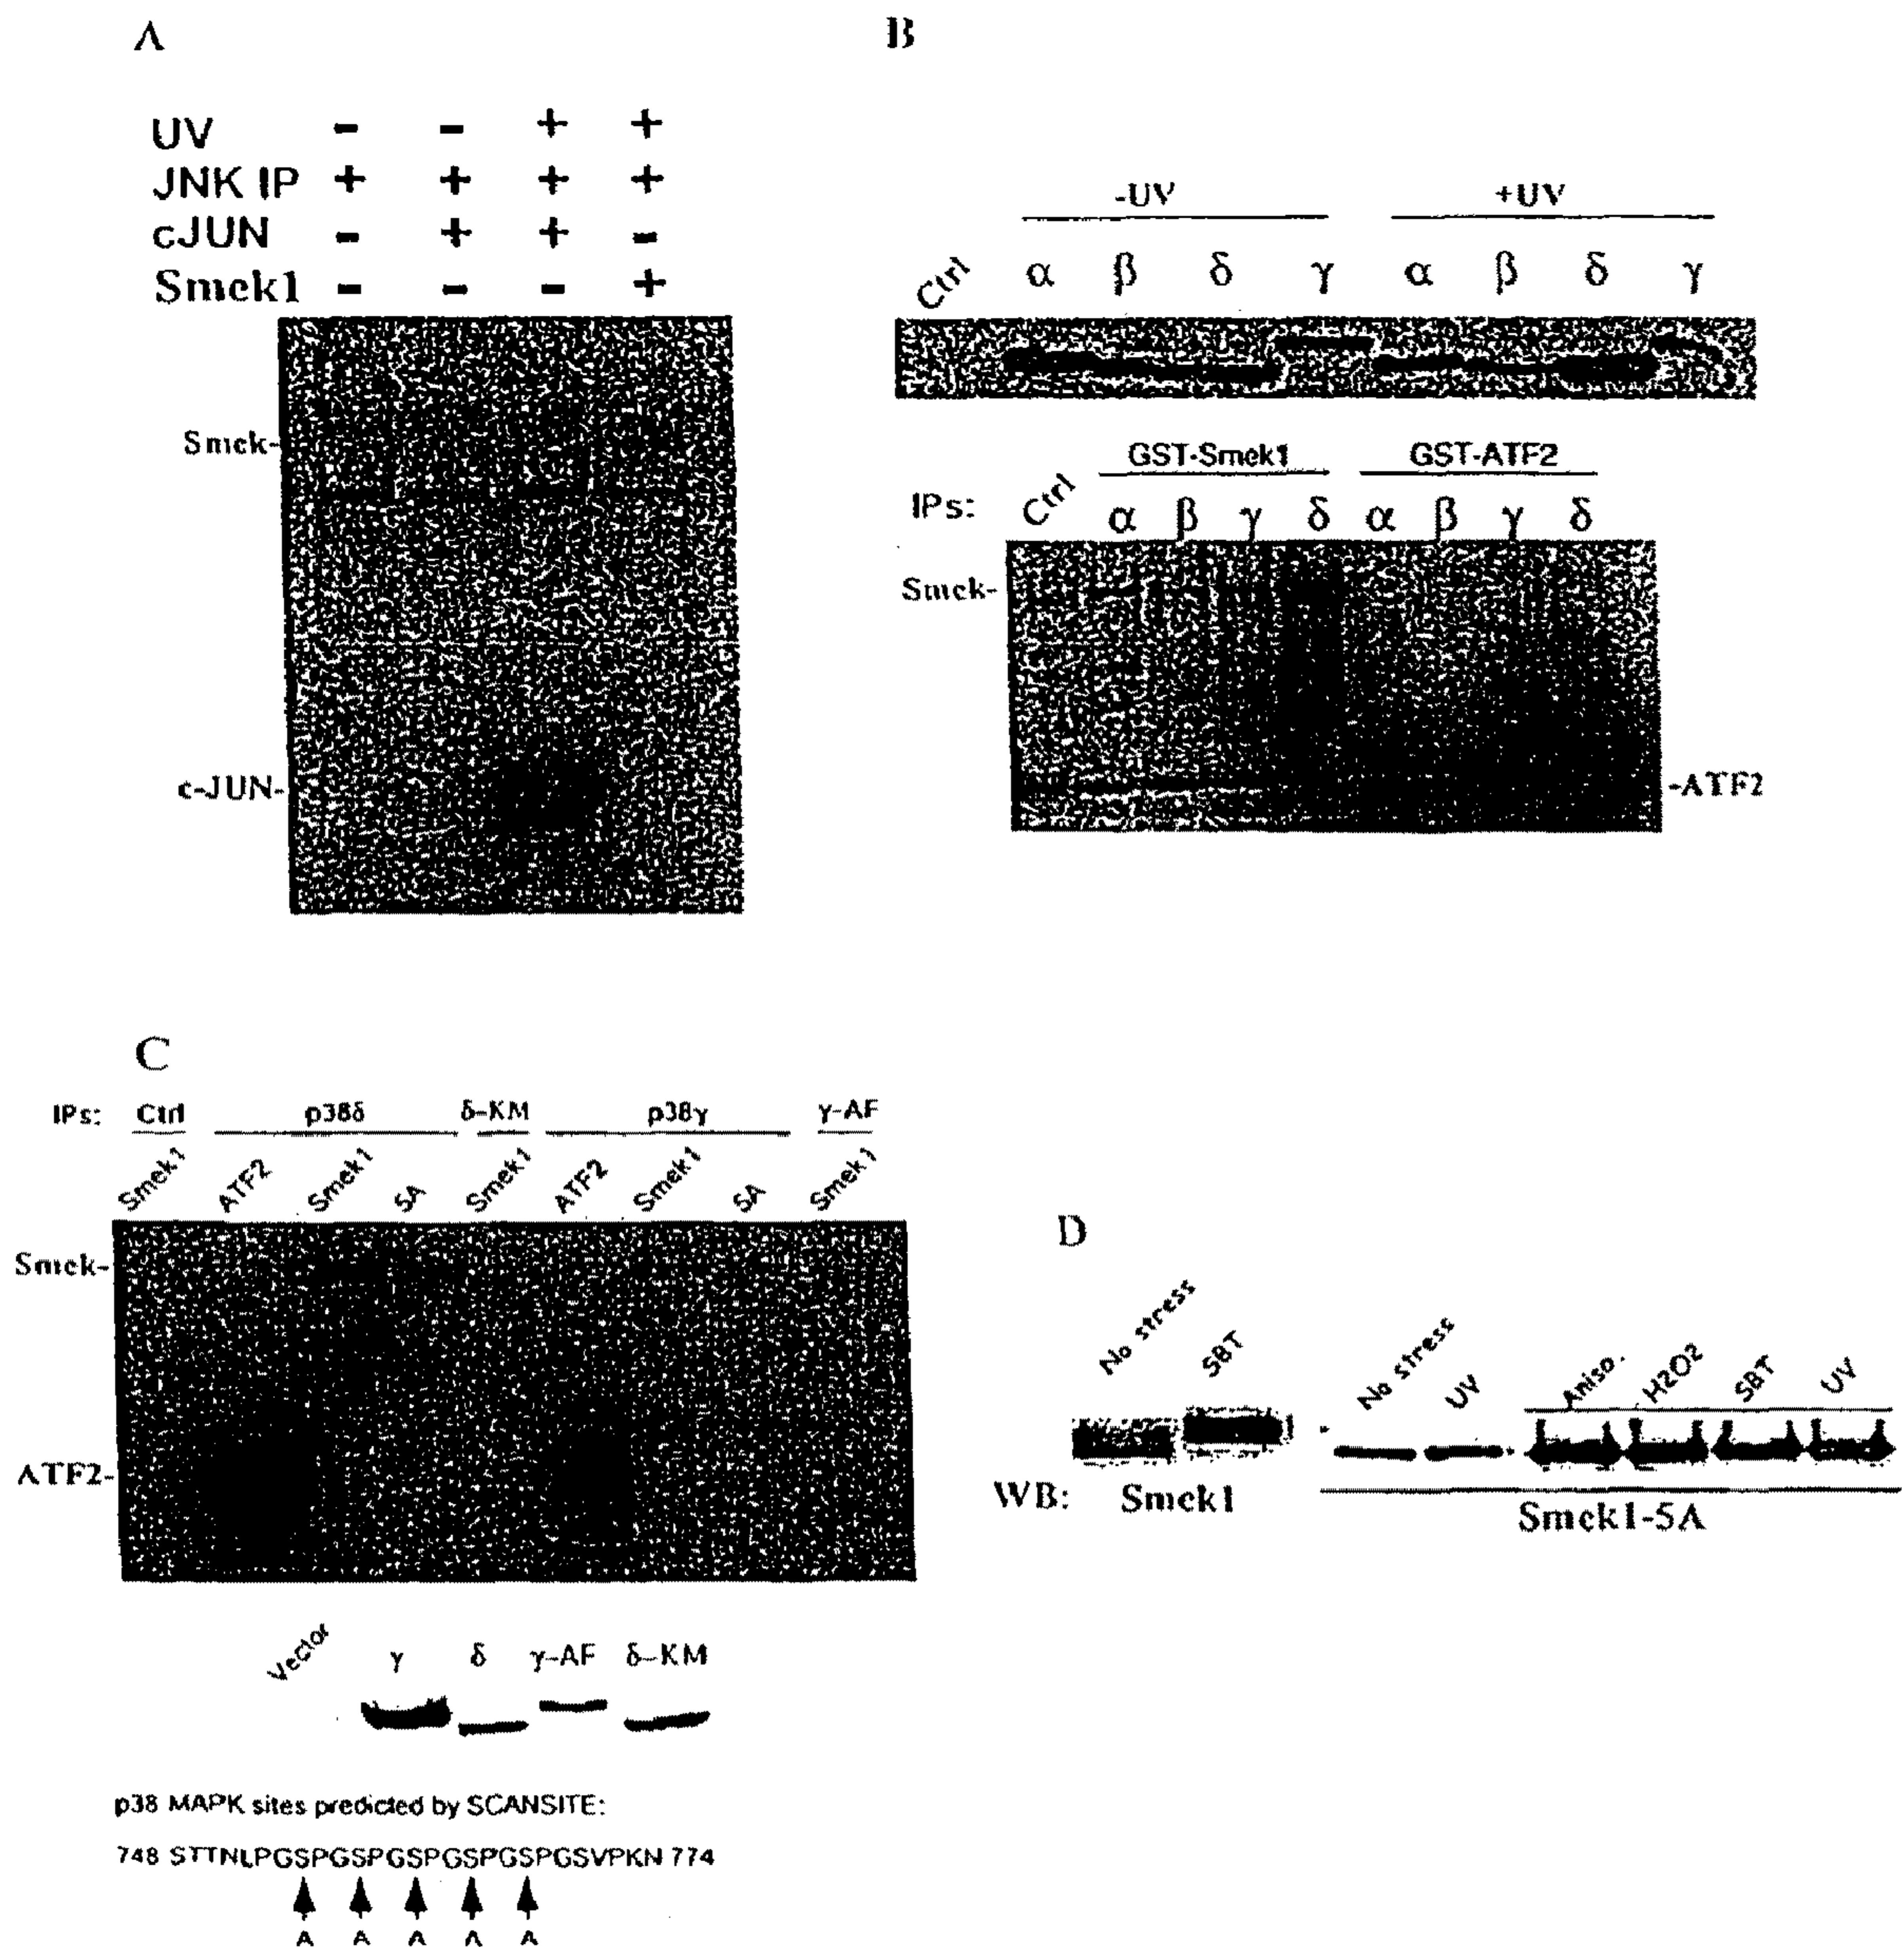 A
UV - - + +
JNK IP + + + +
cJUN - + + -
Smek1 - - - +
Smek-
c-JUN-
B
-UV +UV
Ctrl α β δ γ α β δ γ
GST-Smek1 GST-ATF2
IPs: Ctrl α β γ δ α β γ δ
Smek-
-ATF2
C
IPs: Ctrl p38δ δ-KM p38γ γ-AF
Smek1 ATF2 Smek1 5A Smek1 ATF2 Smek1 5A Smek1
Smek-
ATF2-
Vector γ δ γ-AF δ-KM
p38 MAPK sites predicted by SCANSITE:
748 STTNLPGSPGSPGSPGSPGSPGSVPKN 774
A A A A A
D
No stress SBT No stress UV Aniso. H2O2 SBT UV
WB: Smek1 Smek1-5A